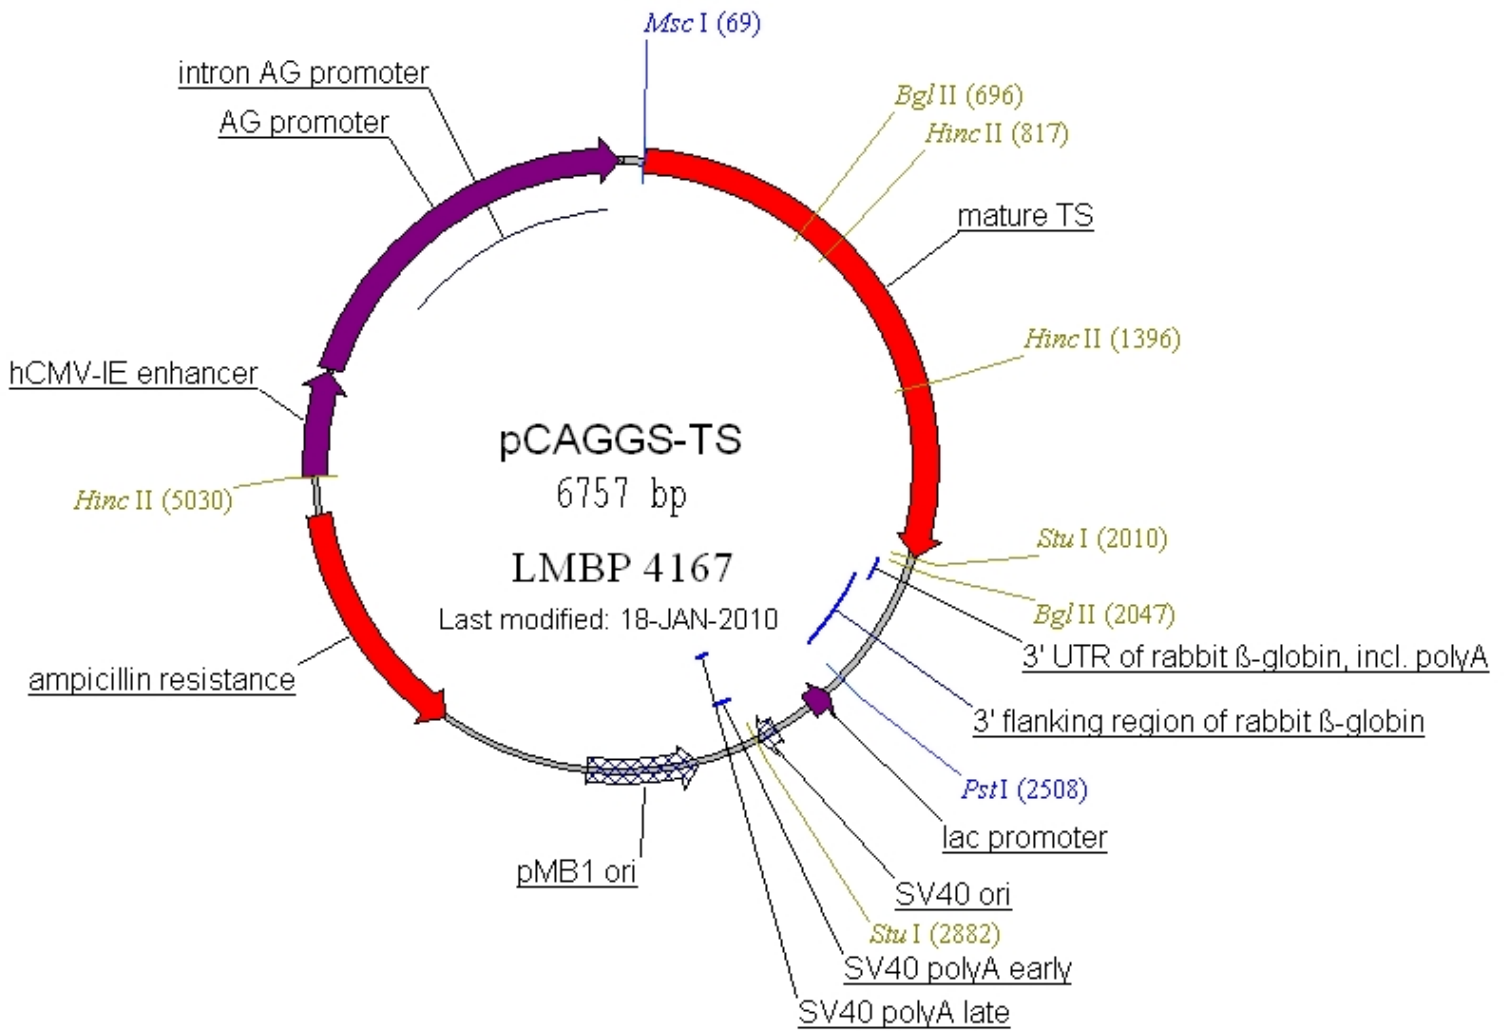 Msc I (69)
intron AG promoter
AG promoter
Bgl II (696)
Hinc II (817)
mature TS
Hinc II (1396)
hCMV-IE enhancer
pCAGGS-TS
6757 bp
Hinc II (5030)
LMBP 4167
Last modified: 18-JAN-2010
Stu I (2010)
Bgl II (2047)
3' UTR of rabbit ß-globin, incl. polyA
ampicillin resistance
3' flanking region of rabbit ß-globin
Pst I (2508)
lac promoter
pMB1 ori
SV40 ori
Stu I (2882)
SV40 polyA early
SV40 polyA late